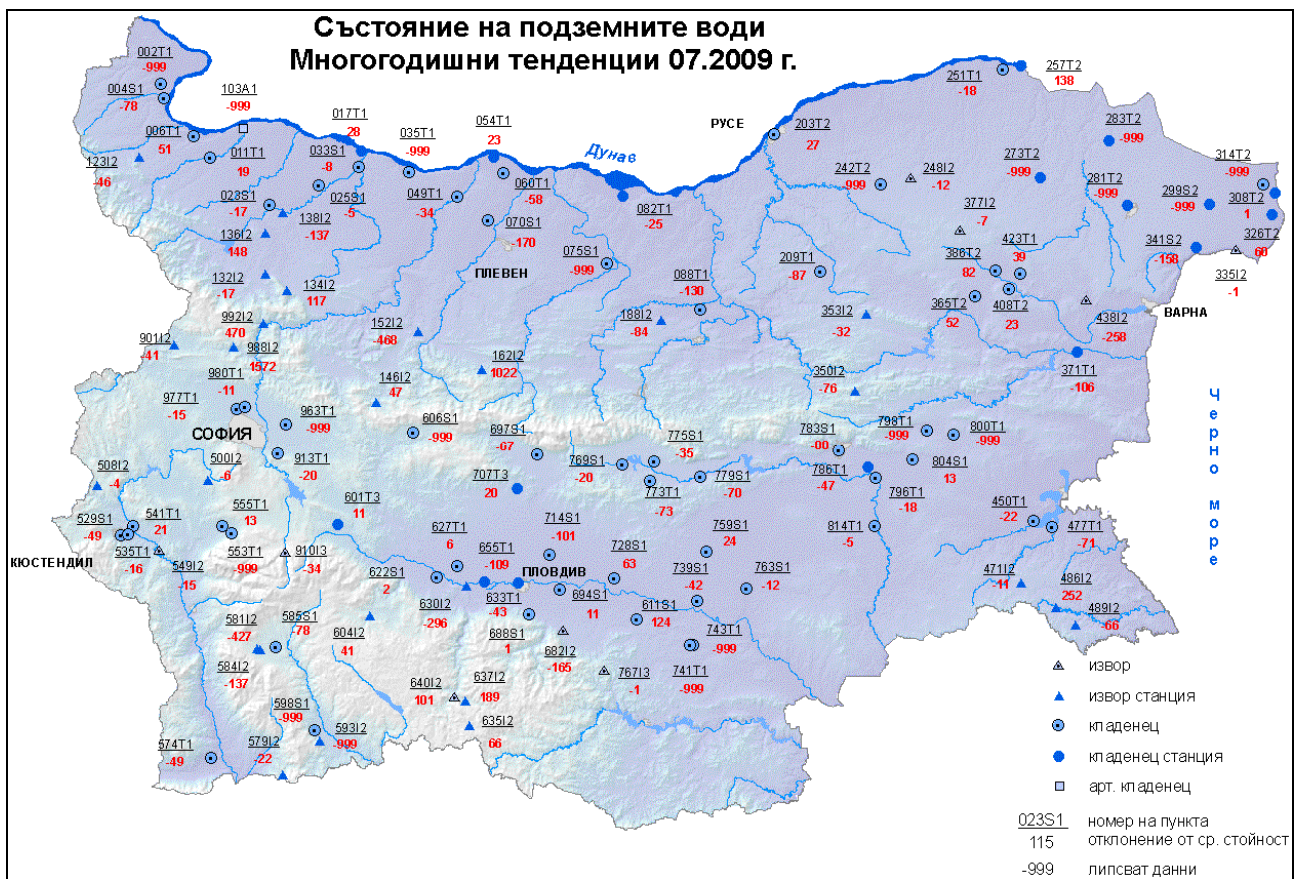 Състояние на подземните води
Многогодишни тенденции 07.2009 г.
002T1
-999
004S1
-78
103A1
-999
006T1
51
011T1
19
123I2
-46
017T1
28
033S1
-8
035T1
-999
054T1
23
025S1
-5
023S1
-17
138I2
-137
136I2
148
049T1
-34
060T1
-58
070S1
-170
ПЛЕВЕН
Дунав
082T1
-25
075S1
-999
088T1
-130
РУСЕ
203T2
27
251T1
-18
257T2
138
283T2
-999
314T2
-999
242T2
-999
248I2
-12
273T2
-999
281T2
-999
299S2
-999
308T2
1
326T2
60
377I2
-7
423T1
39
386T2
82
341S2
-158
335I2
-1
209T1
-87
365T2
52
408T2
23
438I2
-258
ВАРНА
132I2
-17
134I2
117
992I2
470
988I2
1572
901I2
-41
152I2
-468
162I2
1022
146I2
47
188I2
-84
353I2
-32
350I2
-76
371T1
-106
980T1
-11
977T1
-15
963T1
-999
СОФИЯ
606S1
-999
697S1
-67
775S1
-35
783S1
-00
798T1
-999
800T1
-999
Черно море
508I2
-4
500I2
-6
913T1
-20
769S1
-20
773T1
-73
779S1
-70
786T1
-47
796T1
-18
804S1
13
707T3
20
601T3
11
529S1
-49
541T1
21
555T1
13
535T1
-16
КЮСТЕНДИЛ
549I2
15
553T1
-999
910I3
-34
627T1
6
655T1
-109
714S1
-101
ПЛОВДИВ
728S1
63
759S1
24
814T1
-5
450T1
-22
477T1
-71
622S1
2
630I2
-296
633T1
-43
694S1
11
739S1
-42
763S1
-12
611S1
124
471I2
-11
486I2
252
489I2
-66
581I2
-427
585S1
78
604I2
41
688S1
1
682I2
-165
743T1
-999
584I2
-137
640I2
101
637I2
189
767I3
-1
741T1
-999
598S1
-999
593I2
-999
635I2
66
574T1
-49
579I2
-22
извор
извор станция
кладенец
кладенец станция
арт. кладенец
023S1 номер на пункта
115 отклонение от ср. стойност
-999 липсват данни